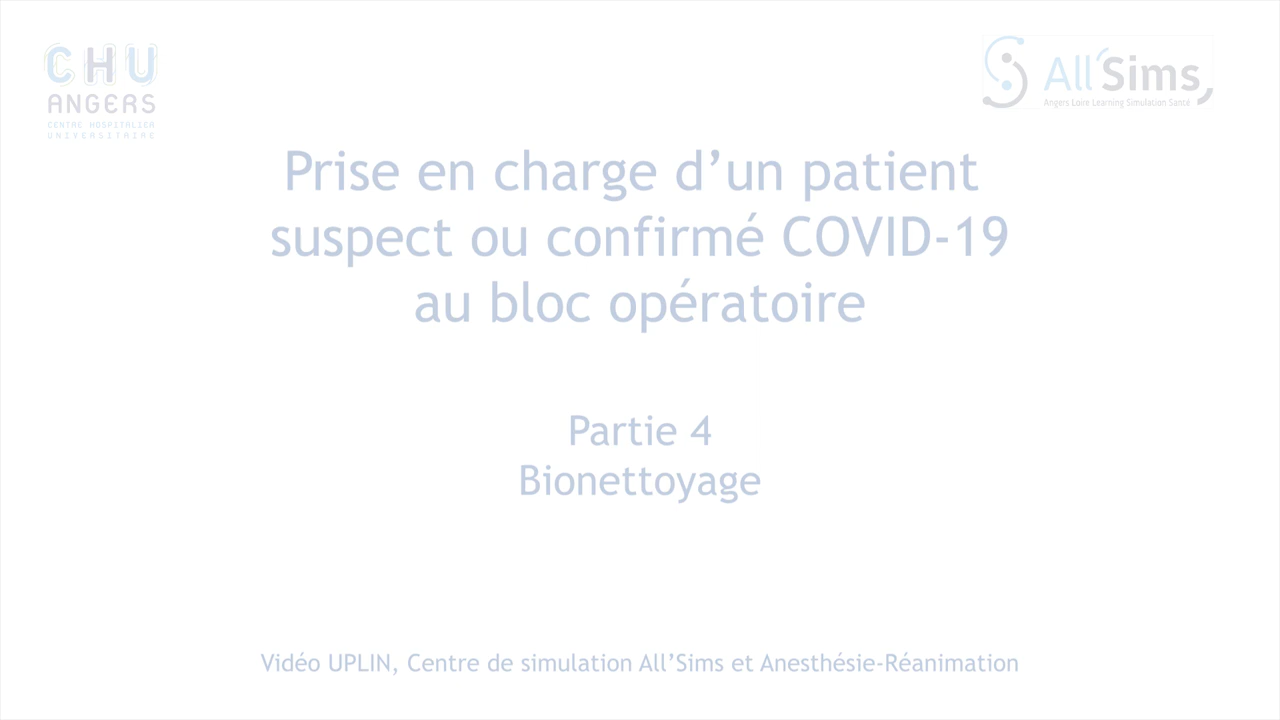 CHU
ANGERS
CENTRE HOSPITALIER
UNIVERSITAIRE
All'Sims
Angers Loire Learning Simulation Santé
Prise en charge d’un patient
suspect ou confirmé COVID-19
au bloc opératoire
Partie 4
Bionettoyage
Vidéo UPLIN, Centre de simulation All’Sims et Anesthésie-Réanimation